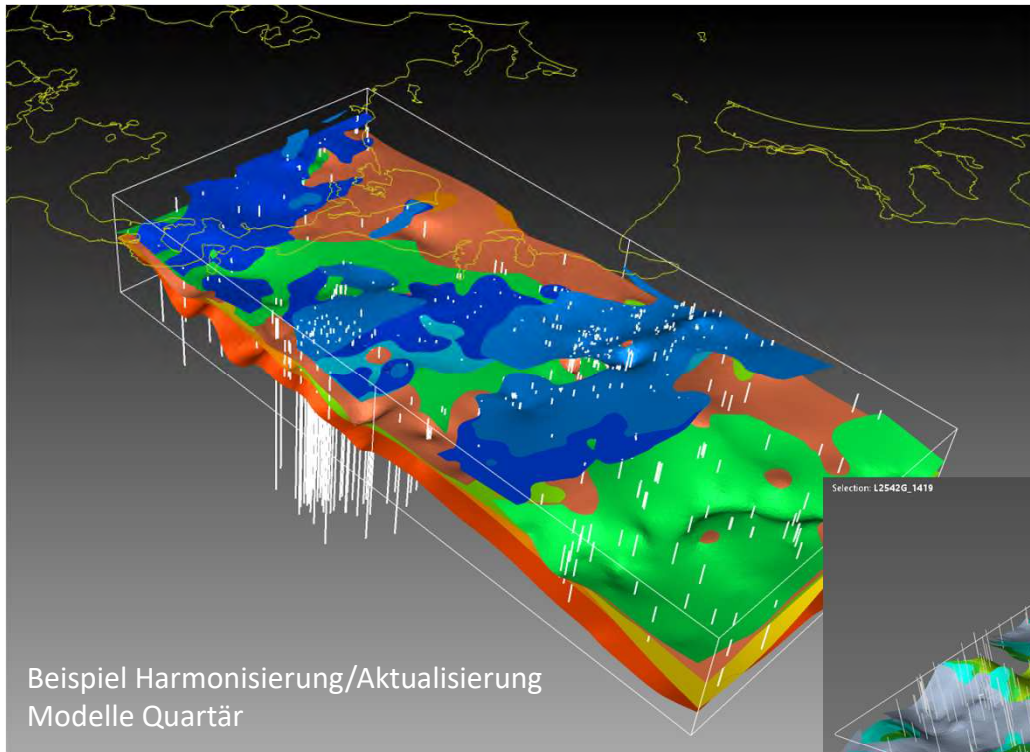 Selection: L2542G_1419
Beispiel Harmonisierung/Aktualisierung
Modelle Quartär